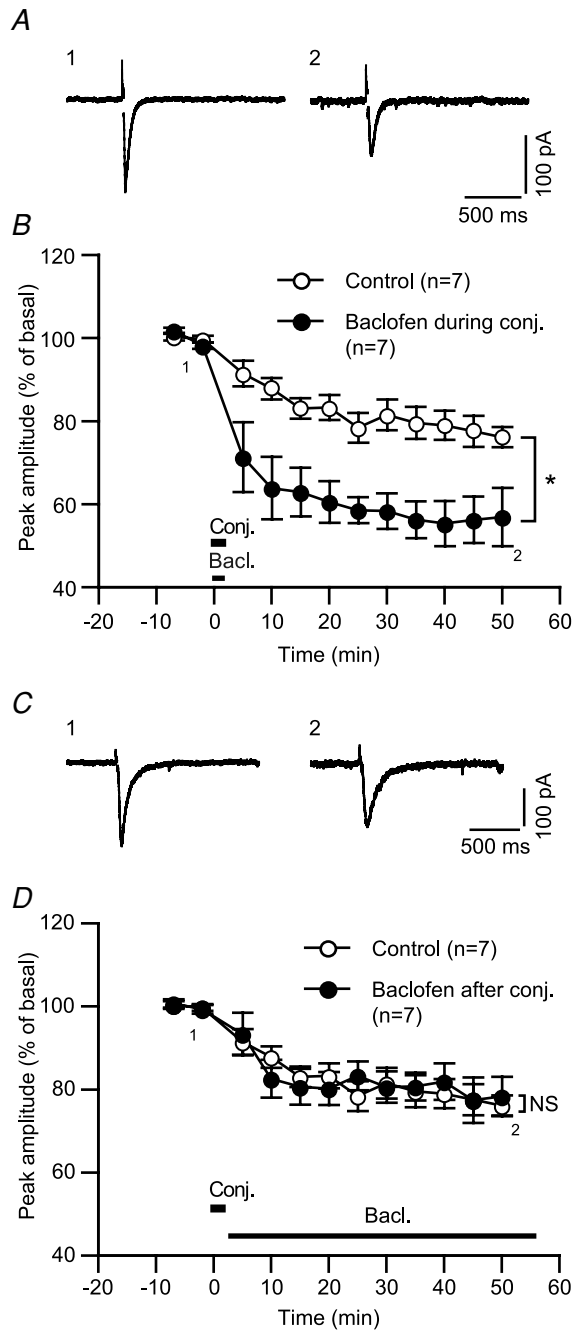 A
1
2
100 pA
500 ms
B
120
100
80
60
40
Peak amplitude (% of basal)
Control (n=7)
Baclofen during conj.
(n=7)
1
*
Conj.
Bacl.
2
-20 -10 0 10 20 30 40 50 60
Time (min)
C
1
2
100 pA
500 ms
D
120
100
80
60
40
Peak amplitude (% of basal)
Control (n=7)
Baclofen after conj.
(n=7)
1
NS
2
Conj.
Bacl.
-20 -10 0 10 20 30 40 50 60
Time (min)